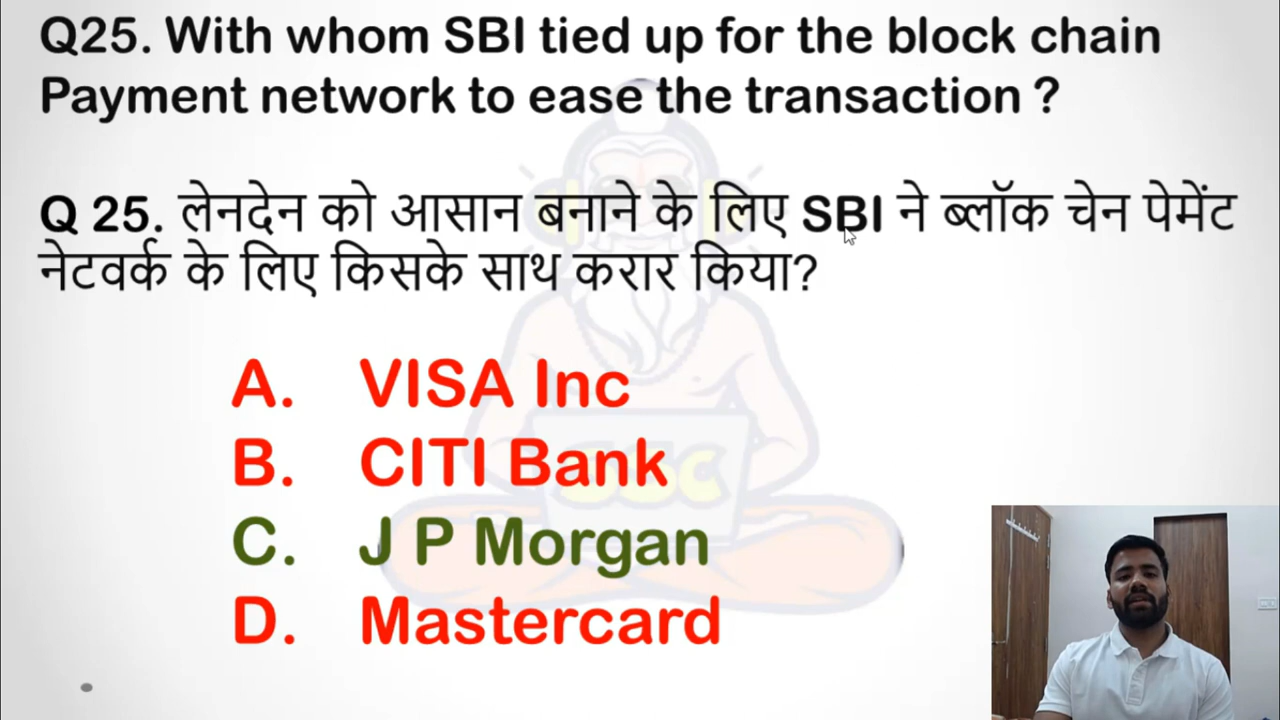 Q25. With whom SBI tied up for the block chain
Payment network to ease the transaction ?
Q 25. लेनदेन को आसान बनाने के लिए SBI ने ब्लॉक चेन पेमेंट
नेटवर्क के लिए किसके साथ करार किया?
A. VISA Inc
B. CITI Bank
C. J P Morgan
D. Mastercard
SSC